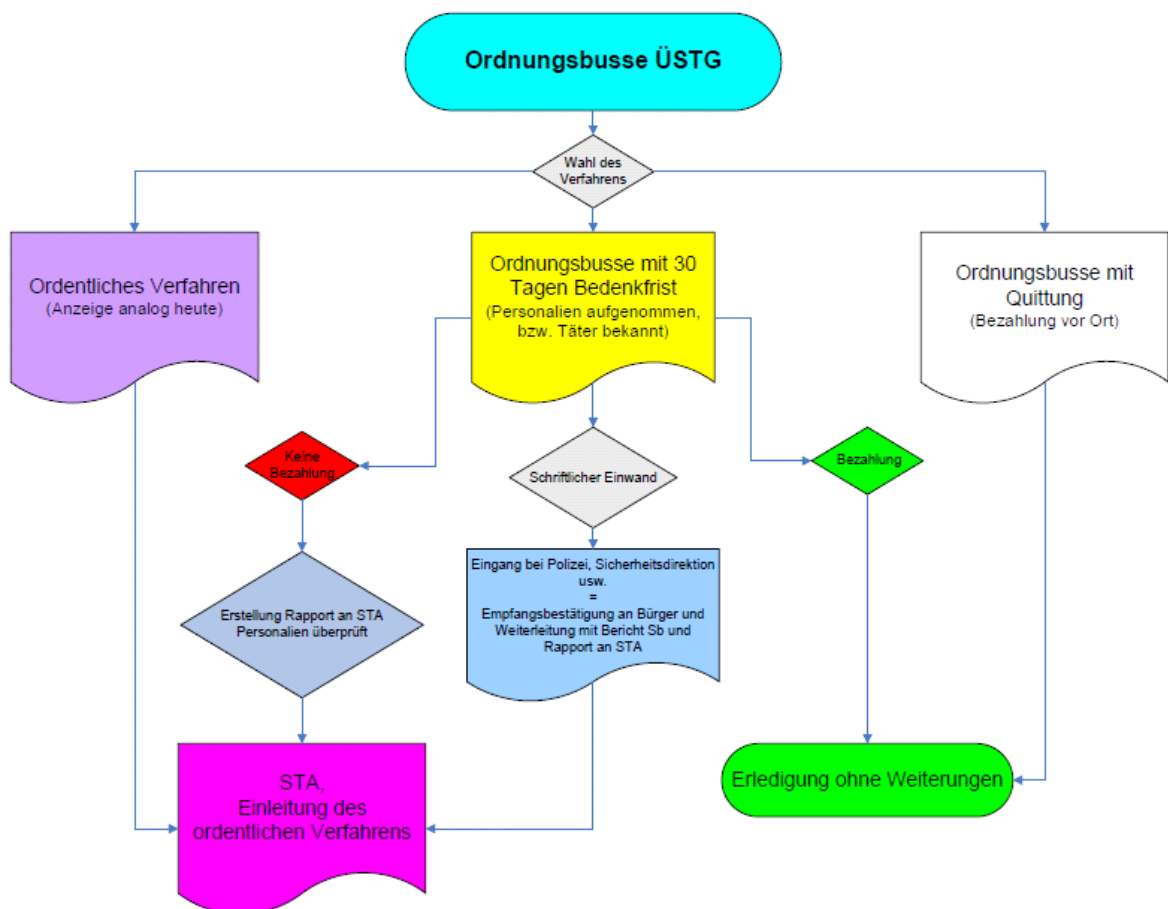 Ordnungsbusse ÜSTG
Wahl des
Verfahrens
Ordentliches Verfahren
(Anzeige analog heute)
Ordnungsbusse mit 30
Tagen Bedenkfrist
(Personalien aufgenommen,
bzw. Täter bekannt)
Ordnungsbusse mit
Quittung
(Bezahlung vor Ort)
Keine
Bezahlung
Schriftlicher Einwand
Bezahlung
Erstellung Rapport an STA
Personalien überprüft
Eingang bei Polizei, Sicherheitsdirektion
usw.
=
Empfangsbestätigung an Bürger und
Weiterleitung mit Bericht Sb und
Rapport an STA
STA,
Einleitung des
ordentlichen Verfahrens
Erledigung ohne Weiterungen